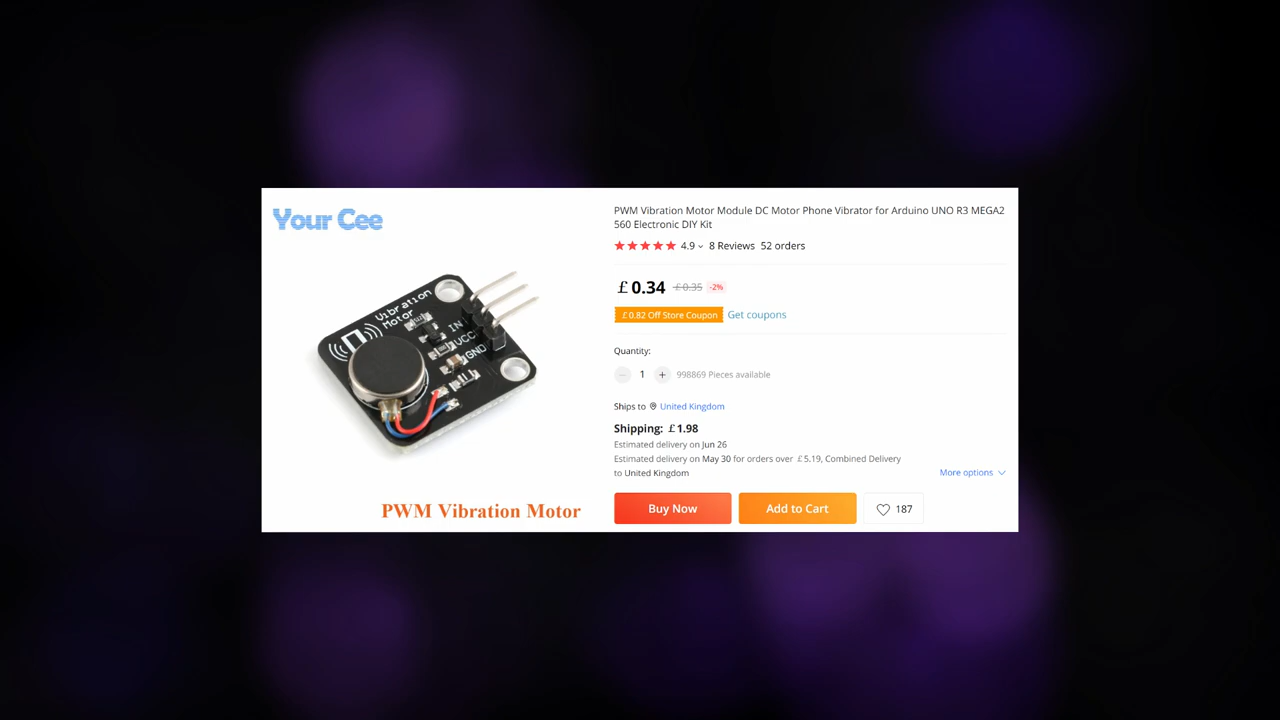 Your Cee
Vibration
Motor
IN
VCC
GND
PWM Vibration Motor
PWM Vibration Motor Module DC Motor Phone Vibrator for Arduino UNO R3 MEGA2
560 Electronic DIY Kit
4.9 8 Reviews 52 orders
£ 0.34 £ 0.35 -2%
£ 0.82 Off Store Coupon Get coupons
Quantity:
1 998869 Pieces available
Ships to United Kingdom
Shipping: £ 1.98
Estimated delivery on Jun 26
Estimated delivery on May 30 for orders over £ 5.19, Combined Delivery
to United Kingdom
More options
Buy Now Add to Cart 187